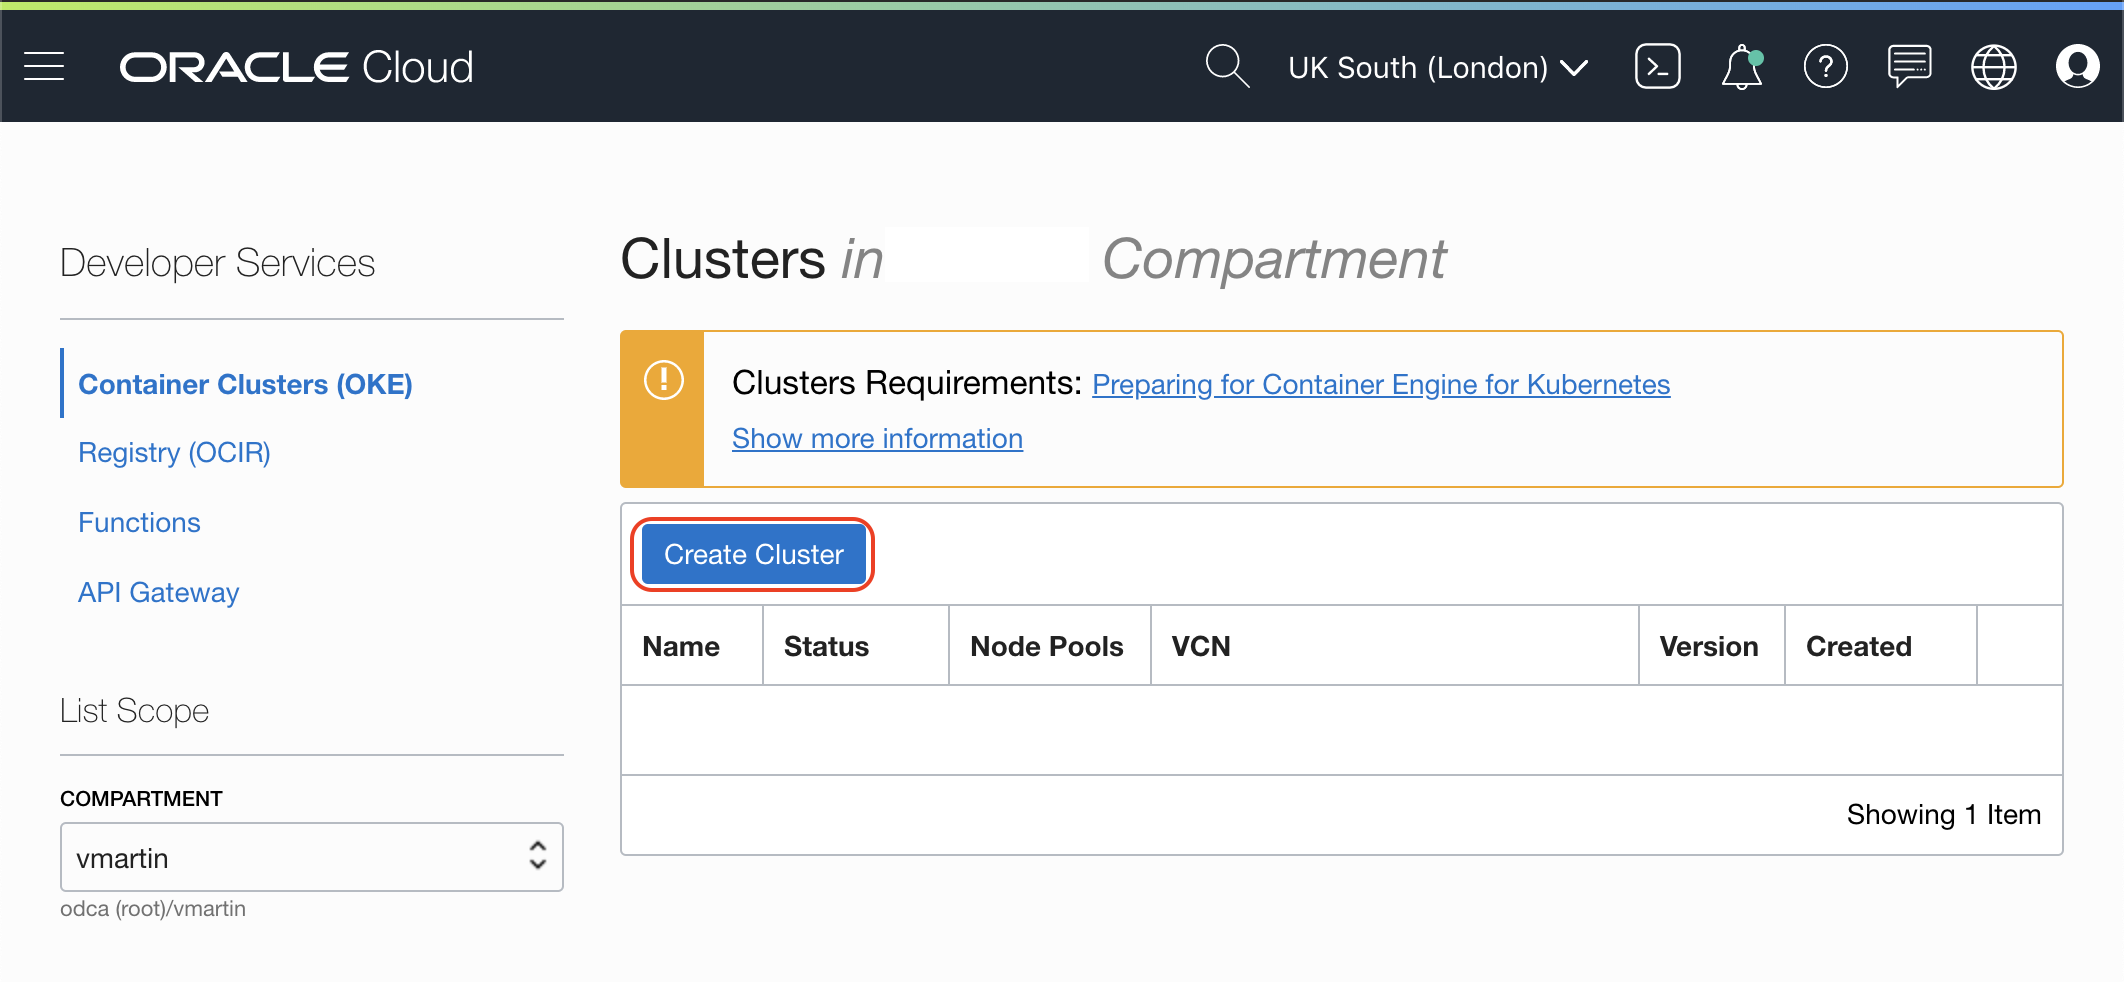 ORACLE Cloud
UK South (London)
Developer Services
Container Clusters (OKE)
Registry (OCIR)
Functions
API Gateway
List Scope
COMPARTMENT
vmartin
odca (root)/vmartin
Clusters in Compartment
Clusters Requirements: Preparing for Container Engine for Kubernetes
Show more information
Create Cluster
Name Status Node Pools VCN Version Created
Showing 1 Item